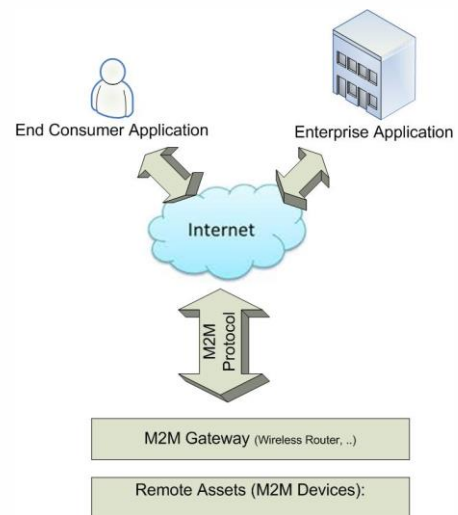 End Consumer Application
Enterprise Application
Internet
M2M
Protocol
M2M Gateway (Wireless Router, ..)
Remote Assets (M2M Devices):